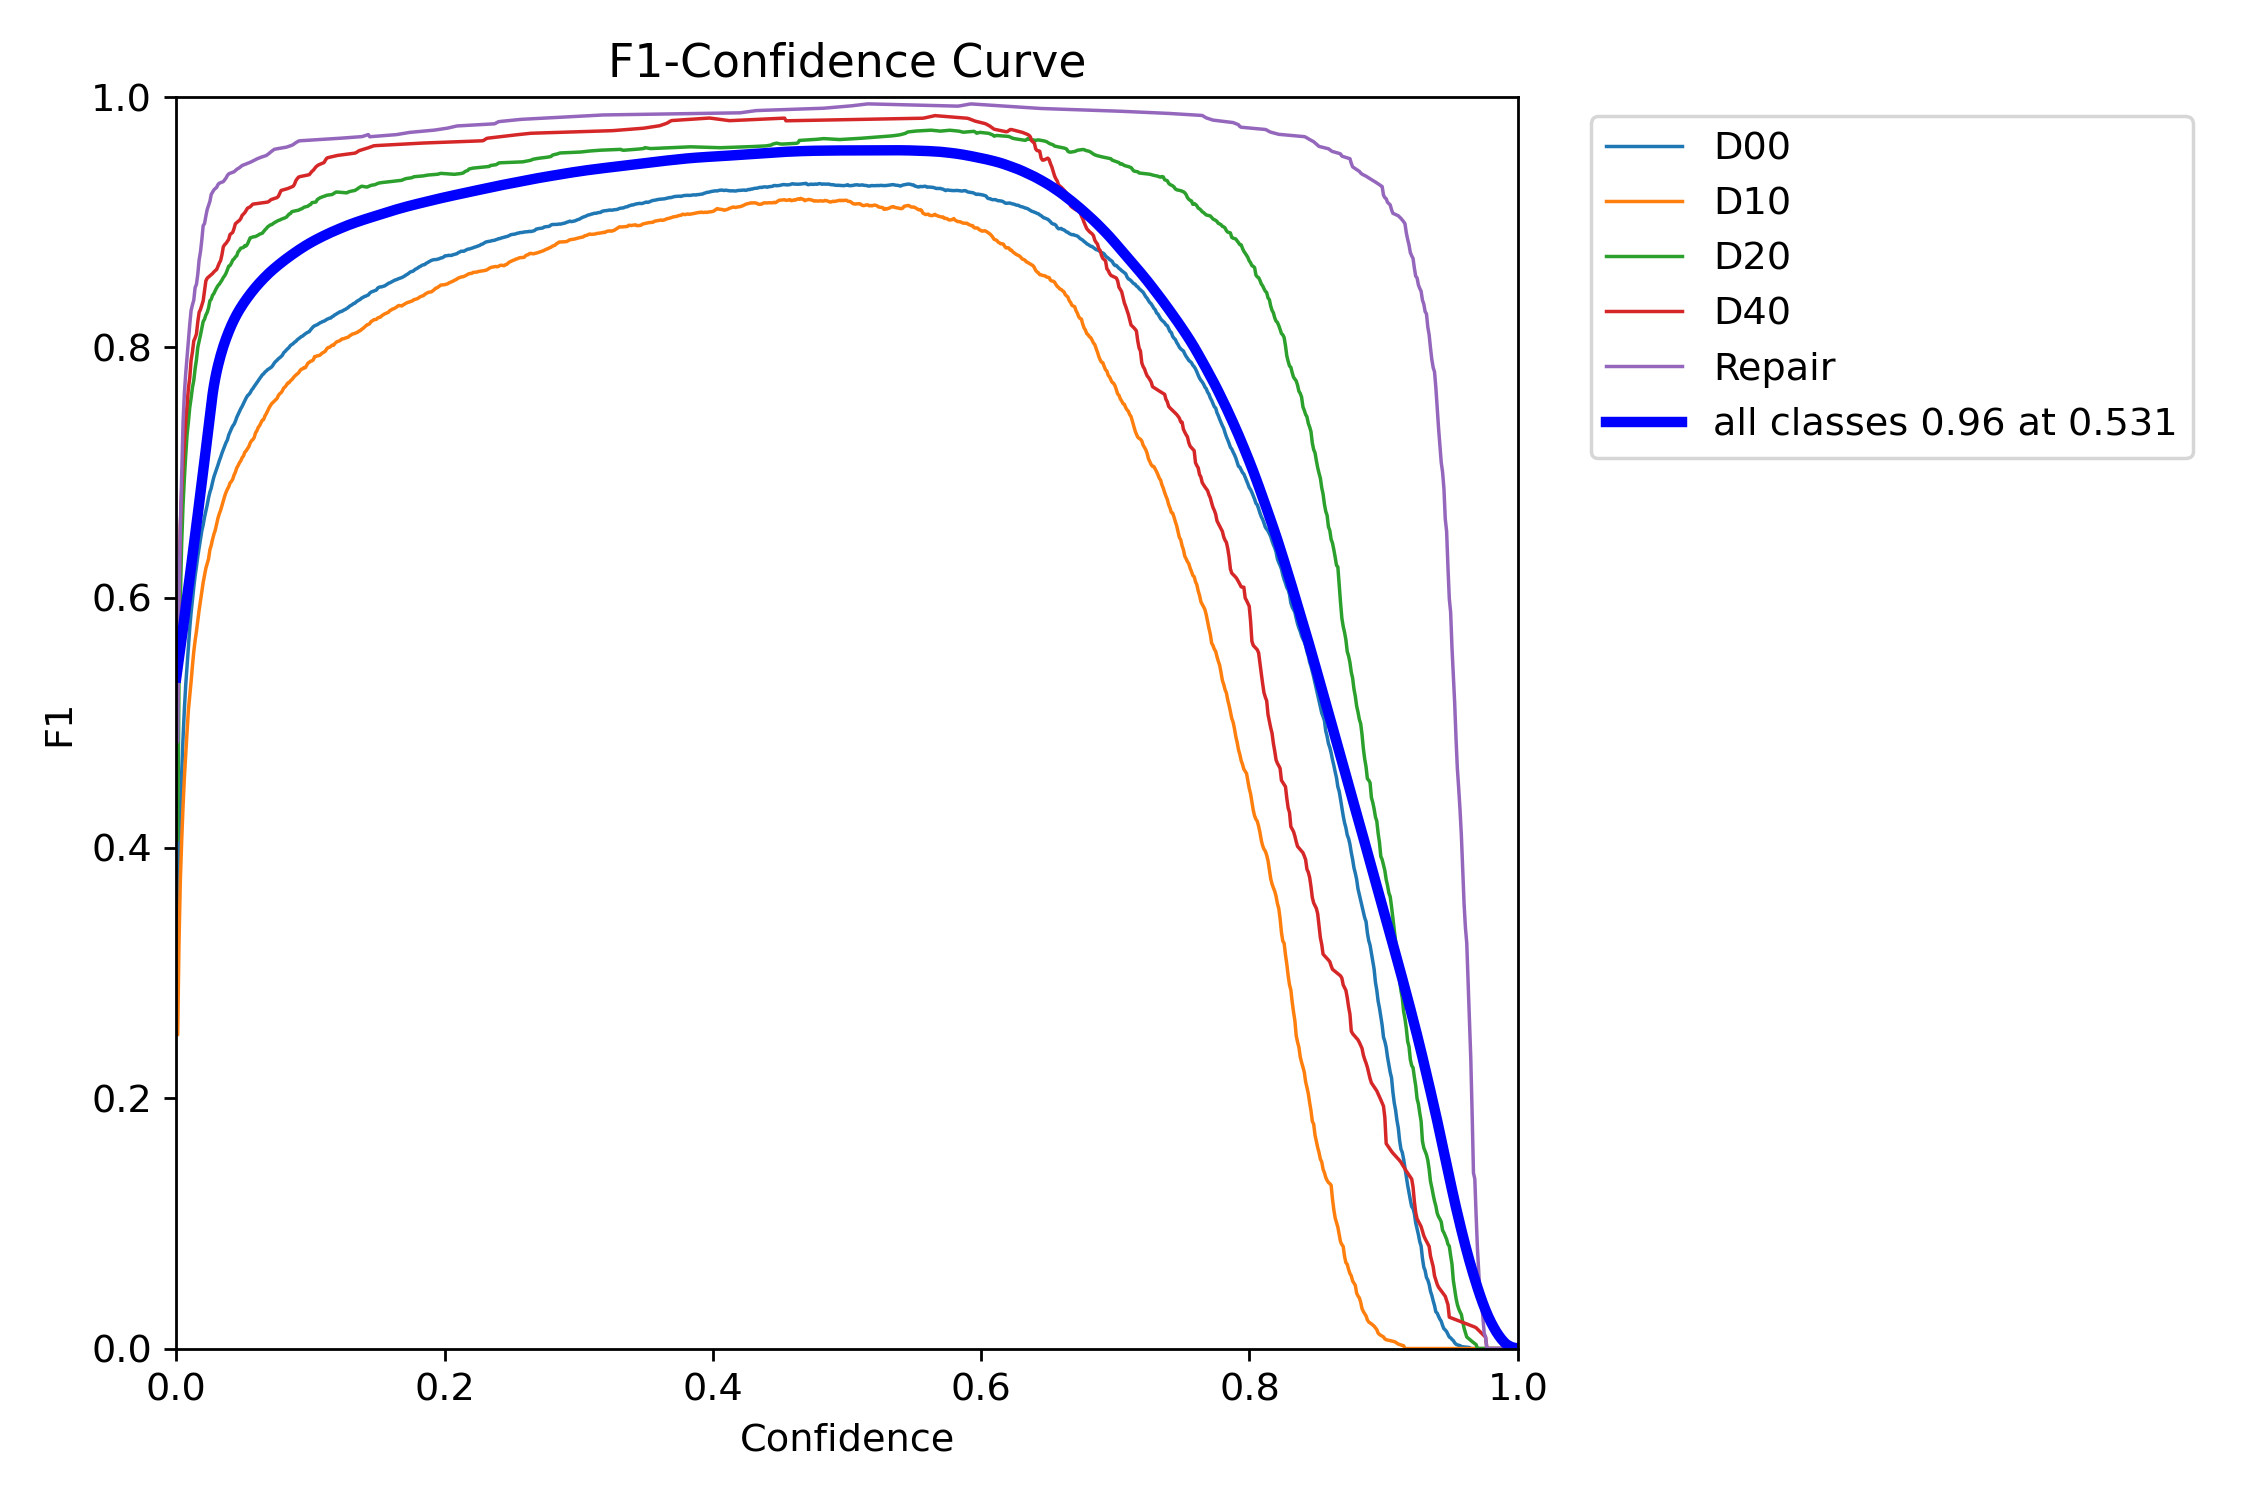 F1-Confidence Curve
1.0
0.8
0.6
0.4
0.2
0.0
F1
0.0 0.2 0.4 0.6 0.8 1.0
Confidence
D00
D10
D20
D40
Repair
all classes 0.96 at 0.531